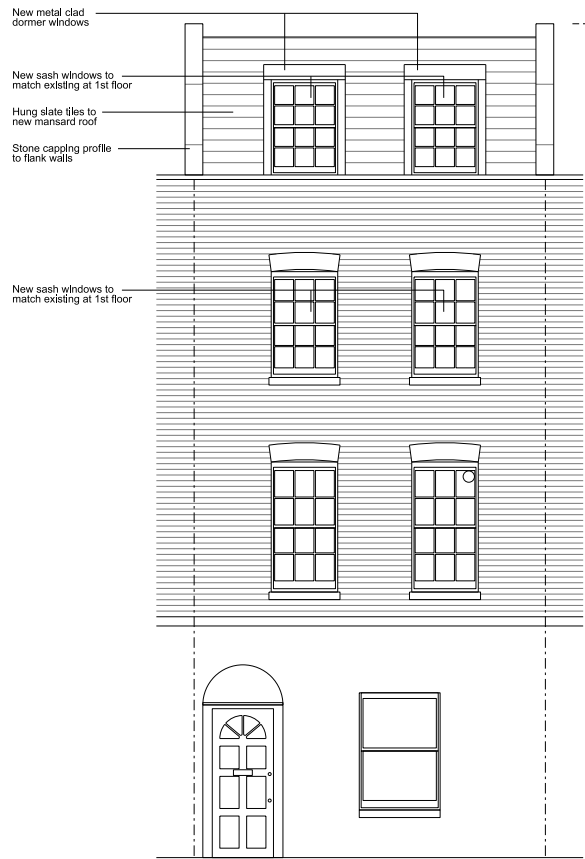 New metal clad
dormer windows
New sash windows to
match existing at 1st floor
Hung slate tiles to
new mansard roof
Stone capping profile
to flank walls
New sash windows to
match existing at 1st floor